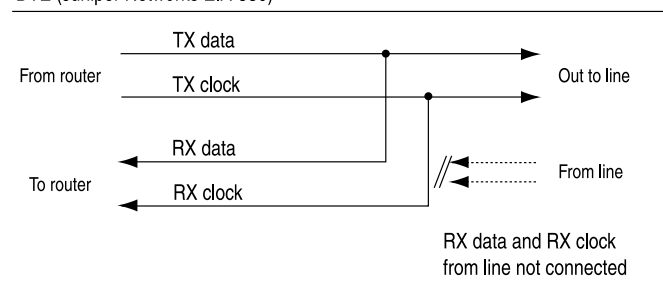 TX data
From router
Out to line
TX clock
RX data
From line
To router
RX clock
RX data and RX clock
from line not connected